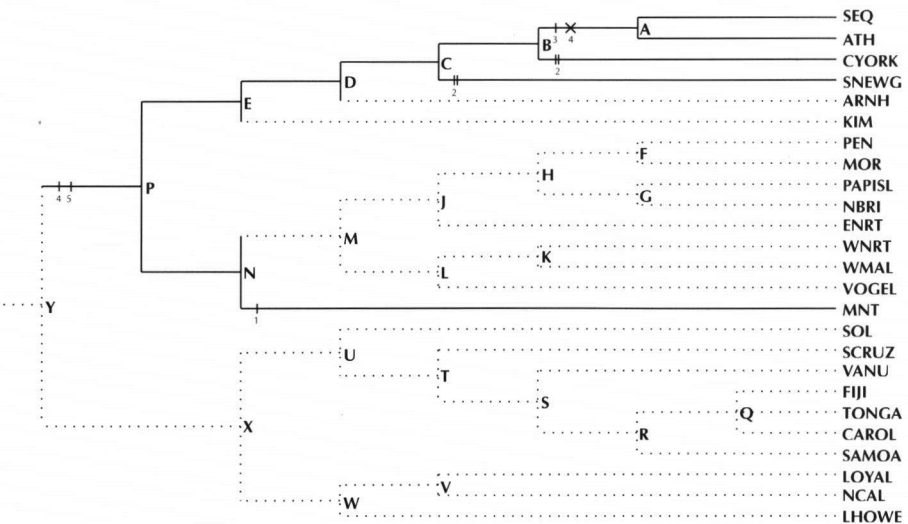 SEQ
A
ATH
B 3 4
CYORK
2
C
SNEWG
2
D
ARNH
E
KIM
PEN
F
MOR
H
PAPISL
P
4 5
G
NBRI
J
ENRT
M
WNRT
K
WMAL
N
L
VOGEL
Y
MNT
1
SOL
U
SCRUZ
T
VANU
FIJI
S
Q
TONGA
X
R
CAROL
SAMOA
LOYAL
V
NCAL
W
LHOWE